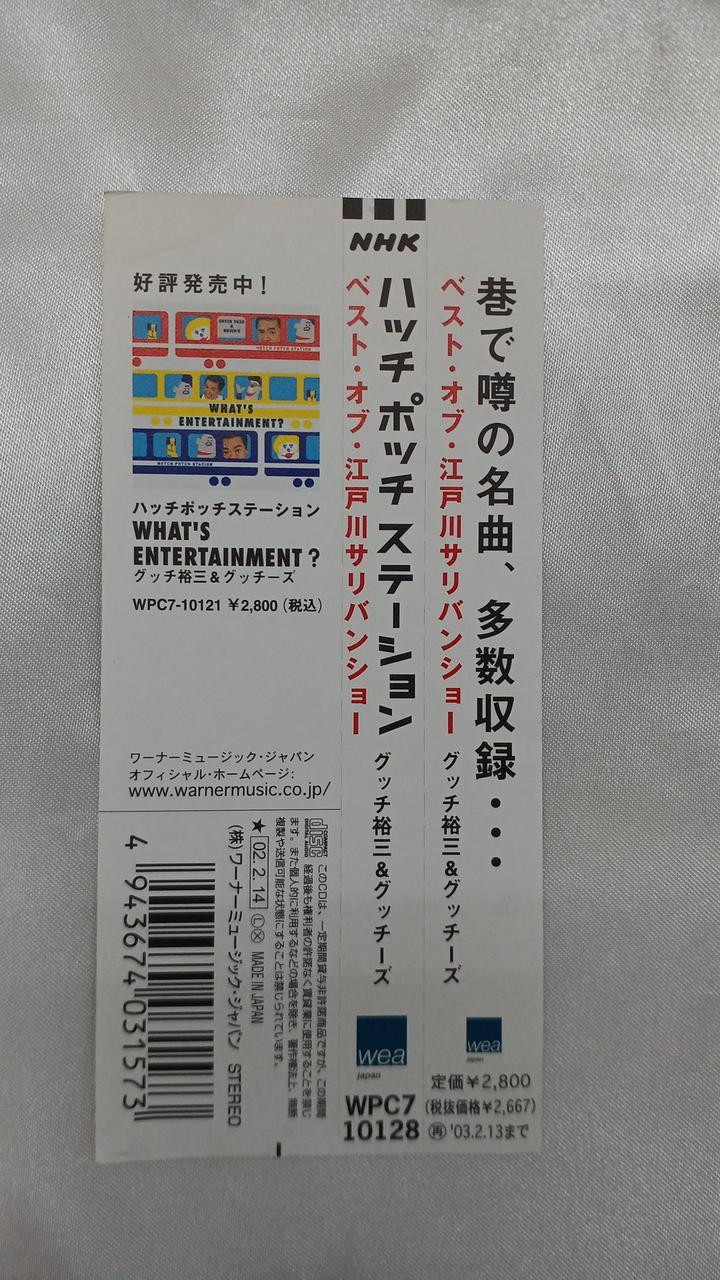 巷で噂の名曲、多数収録・・・
ベスト・オブ・江戸川サリバンショー グッチ裕三&グッチーズ
wea
japan
定価￥2,800
(税抜価格￥2,667)
再 '03.2.13まで
NHK
ハッチポッチステーション グッチ裕三&グッチーズ
ベスト・オブ・江戸川サリバンショー
wea
japan
WPC7
10128
好評発売中！
WHAT'S
ENTERTAINMENT?
HOTCH POTCH STATION
ハッチポッチステーション
WHAT'S
ENTERTAINMENT?
グッチ裕三&グッチーズ
WPC7-10121 ￥2,800(税込)
ワーナーミュージック・ジャパン
オフィシャル・ホームページ:
www.warnermusic.co.jp/
COMPACT
disc
DIGITAL AUDIO
このCDは、一定期間貸与非許諾商品ですが、この期間
経過後も権利者の許諾なく賃貸業に使用することを禁じ
ます。また個人的に利用するなどの場合を除き、著作権法上、無断
複製や送信可能な状態にすることは禁じられています。
★ 02.2.14 Ⓛ Ⓧ MADE IN JAPAN
(株)ワーナーミュージック・ジャパン STEREO
4 943674 031573